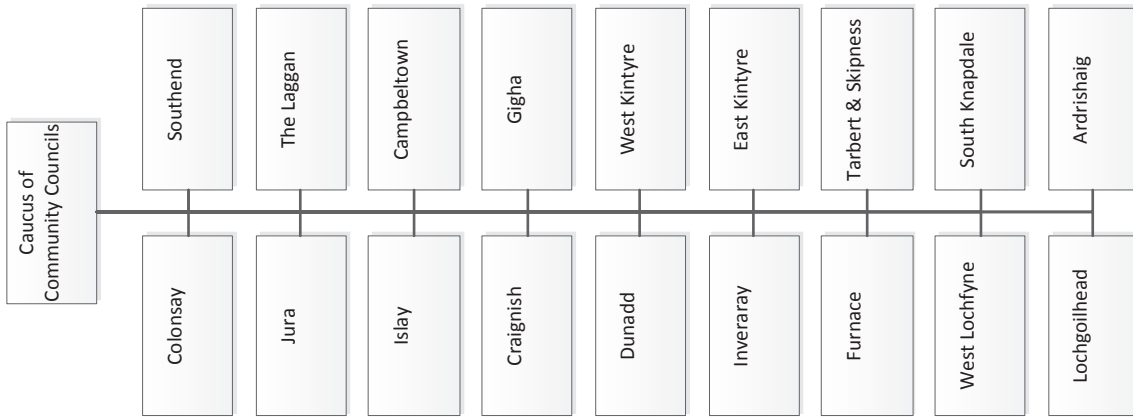 Caucus of
Community Councils
Colonsay
Southend
Jura
The Laggan
Islay
Campbeltown
Craignish
Gigha
Dunadd
West Kintyre
Inveraray
East Kintyre
Furnace
Tarbert & Skipness
West Lochfyne
South Knapdale
Lochgoilhead
Ardrishaig